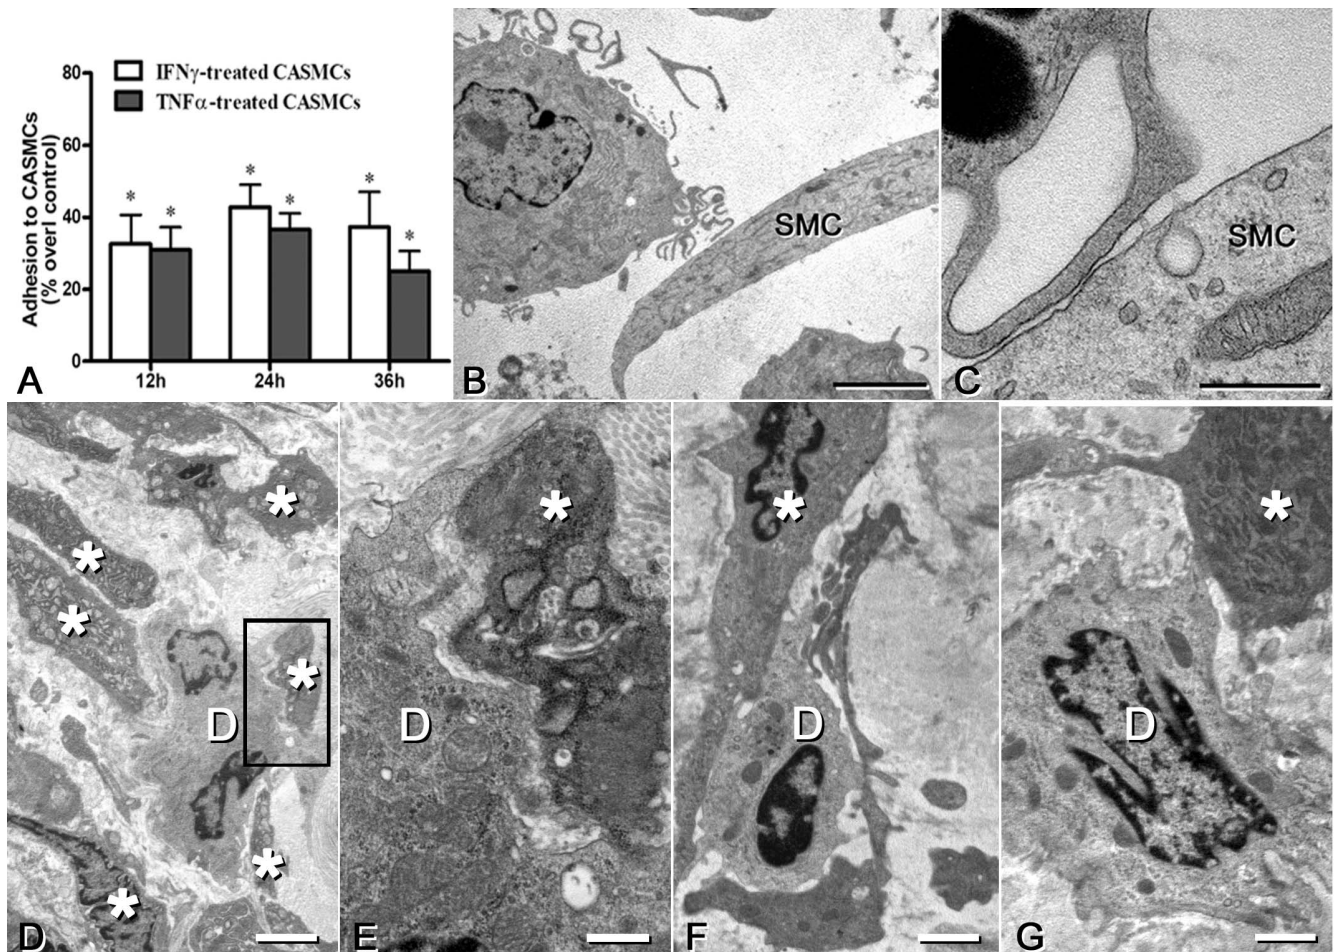 80
60
40
20
0
Adhesion to CASMCs
(% overl control)
IFNγ-treated CASMCs
TNFα-treated CASMCs
* * * * * *
12h 24h 36h
A
SMC
B
SMC
C
*
*
*
*
D
*
*
D
*
D
E
*
D
F
*
D
G